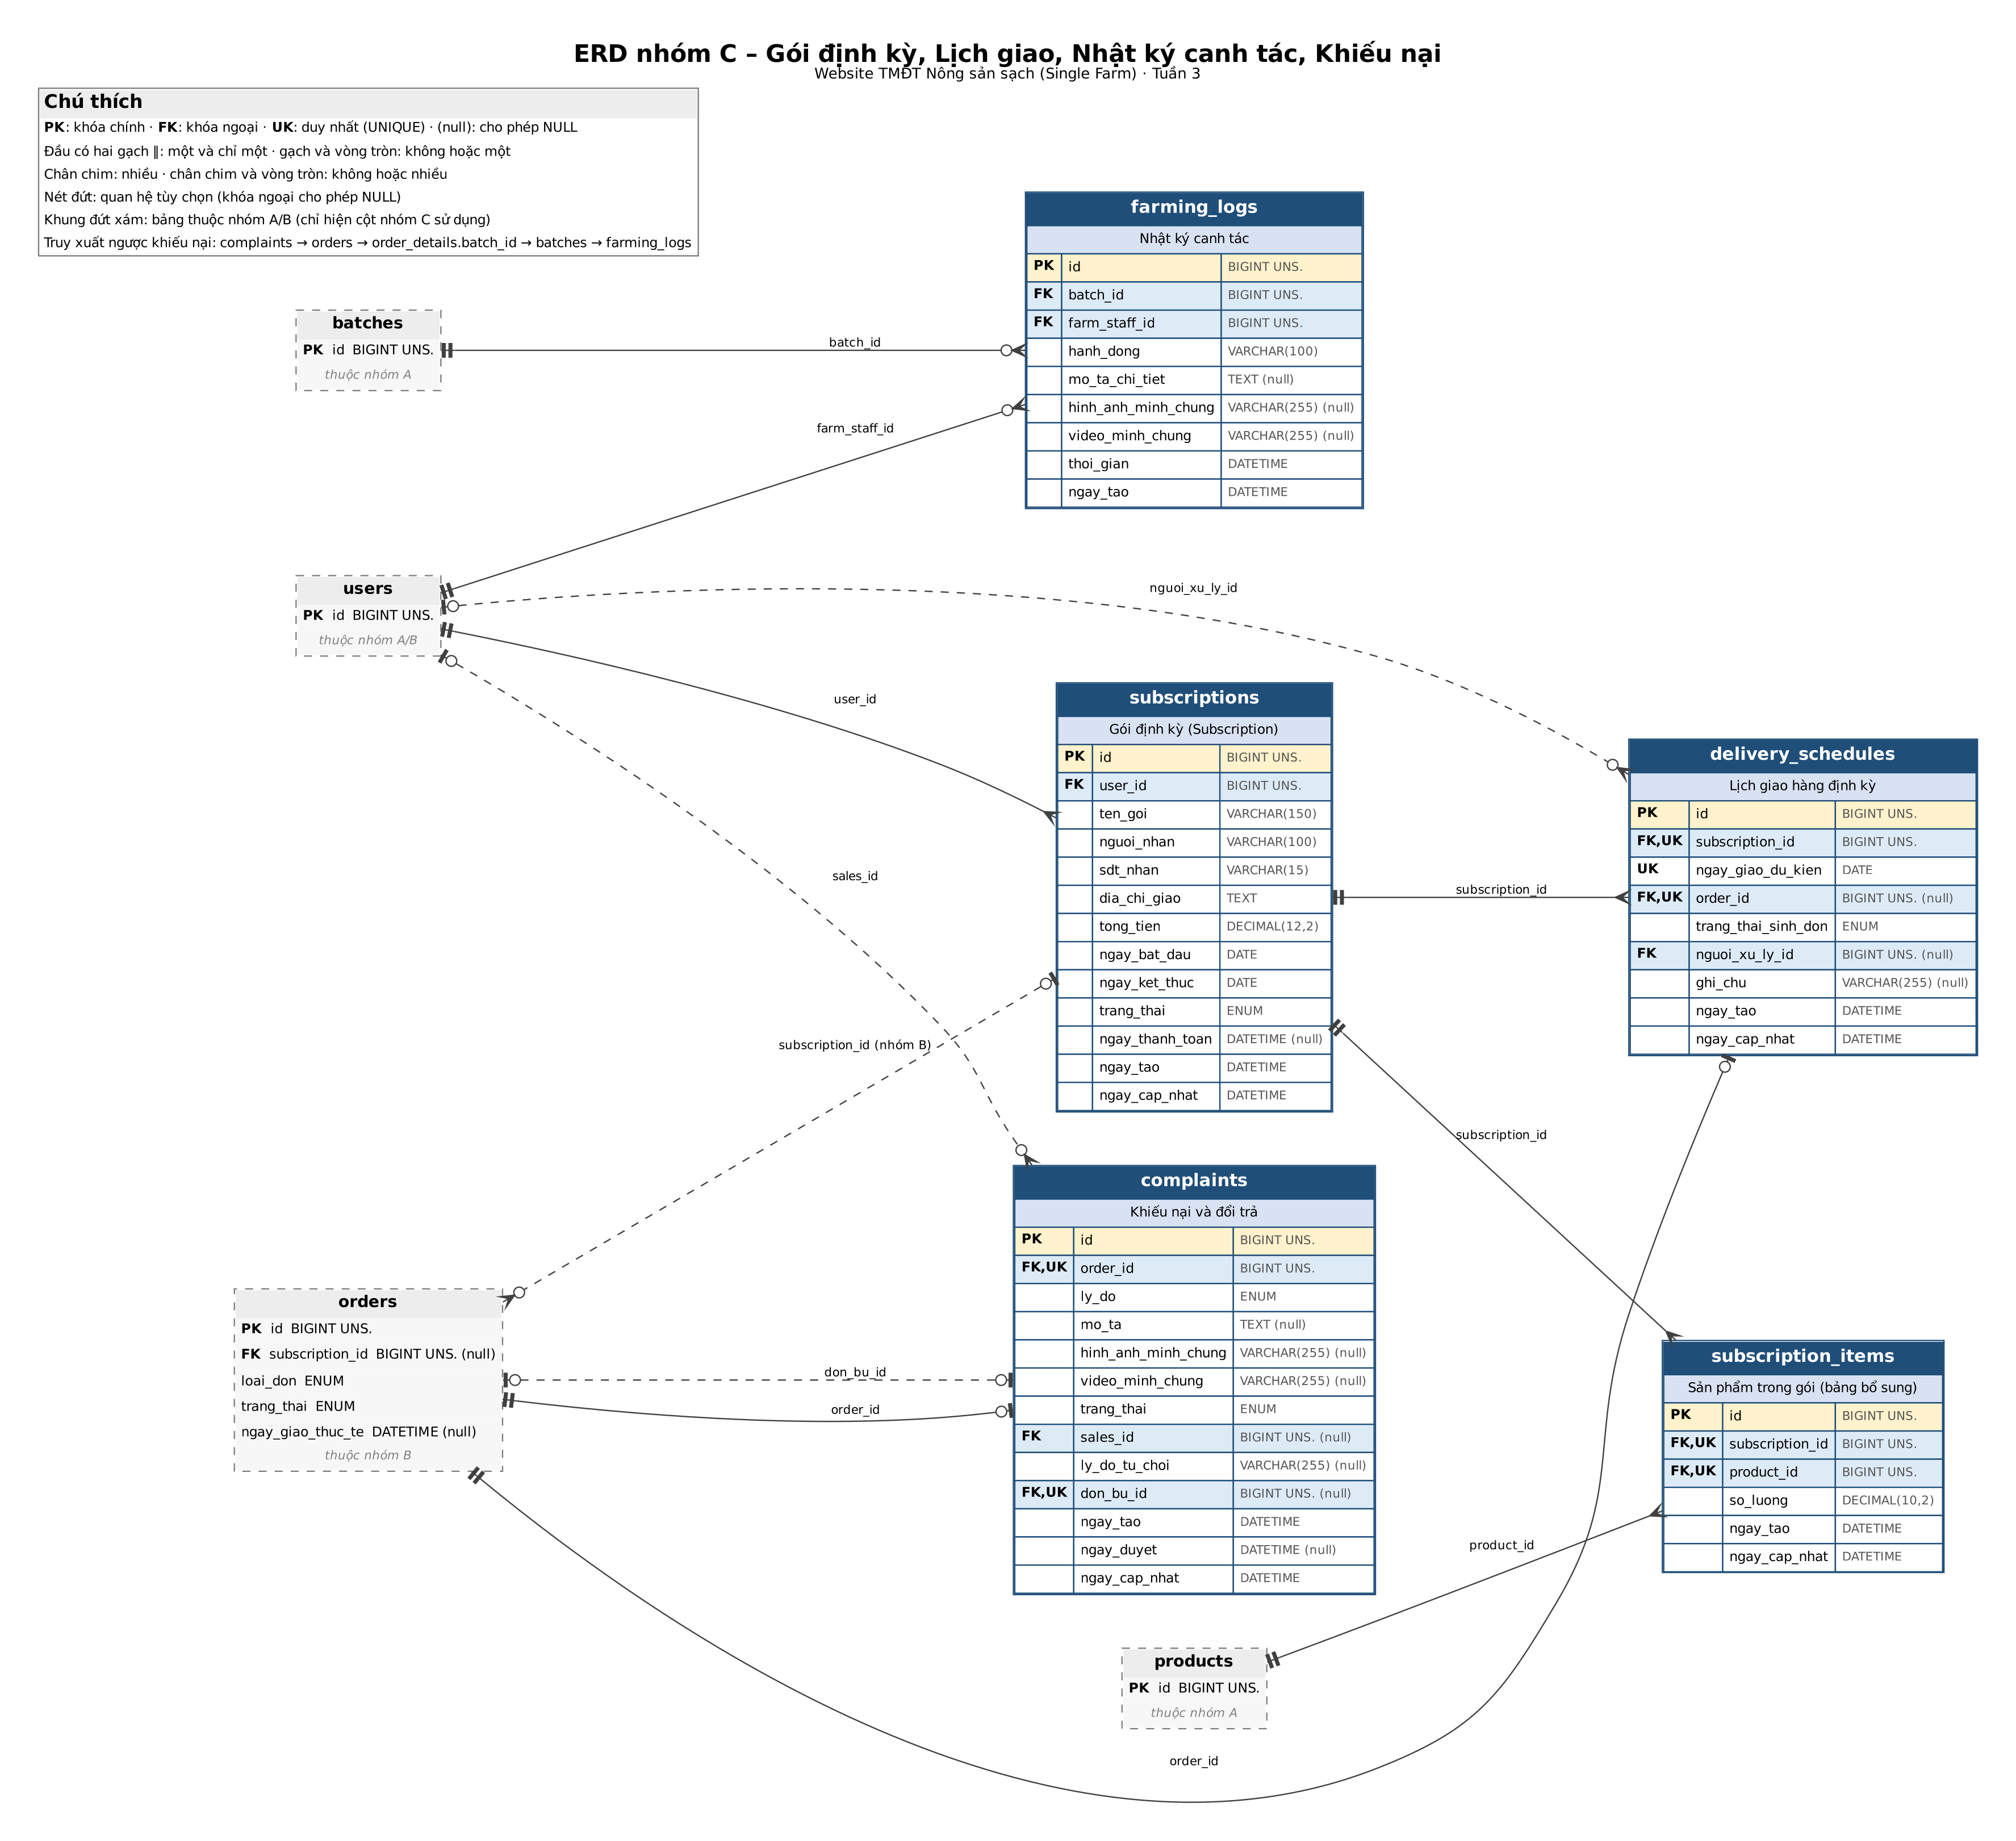 ERD nhóm C – Gói định kỳ, Lịch giao, Nhật ký canh tác, Khiếu nại
Website TMĐT Nông sản sạch (Single Farm) · Tuần 3
Chú thích
PK: khóa chính · FK: khóa ngoại · UK: duy nhất (UNIQUE) · (null): cho phép NULL
Đầu có hai gạch ‖: một và chỉ một · gạch và vòng tròn: không hoặc một
Chân chim: nhiều · chân chim và vòng tròn: không hoặc nhiều
Nét đứt: quan hệ tùy chọn (khóa ngoại cho phép NULL)
Khung đứt xám: bảng thuộc nhóm A/B (chỉ hiện cột nhóm C sử dụng)
Truy xuất ngược khiếu nại: complaints → orders → order_details.batch_id → batches → farming_logs
farming_logs
Nhật ký canh tác
PK id BIGINT UNS.
FK batch_id BIGINT UNS.
FK farm_staff_id BIGINT UNS.
hanh_dong VARCHAR(100)
mo_ta_chi_tiet TEXT (null)
hinh_anh_minh_chung VARCHAR(255) (null)
video_minh_chung VARCHAR(255) (null)
thoi_gian DATETIME
ngay_tao DATETIME
batches
PK id BIGINT UNS.
thuộc nhóm A
batch_id
farm_staff_id
users
PK id BIGINT UNS.
thuộc nhóm A/B
nguoi_xu_ly_id
user_id
sales_id
subscriptions
Gói định kỳ (Subscription)
PK id BIGINT UNS.
FK user_id BIGINT UNS.
ten_goi VARCHAR(150)
nguoi_nhan VARCHAR(100)
sdt_nhan VARCHAR(15)
dia_chi_giao TEXT
tong_tien DECIMAL(12,2)
ngay_bat_dau DATE
ngay_ket_thuc DATE
trang_thai ENUM
ngay_thanh_toan DATETIME (null)
ngay_tao DATETIME
ngay_cap_nhat DATETIME
delivery_schedules
Lịch giao hàng định kỳ
PK id BIGINT UNS.
FK,UK subscription_id BIGINT UNS.
UK ngay_giao_du_kien DATE
FK,UK order_id BIGINT UNS. (null)
trang_thai_sinh_don ENUM
FK nguoi_xu_ly_id BIGINT UNS. (null)
ghi_chu VARCHAR(255) (null)
ngay_tao DATETIME
ngay_cap_nhat DATETIME
subscription_id
subscription_id (nhóm B)
subscription_id
complaints
Khiếu nại và đổi trả
PK id BIGINT UNS.
FK,UK order_id BIGINT UNS.
ly_do ENUM
mo_ta TEXT (null)
hinh_anh_minh_chung VARCHAR(255) (null)
video_minh_chung VARCHAR(255) (null)
trang_thai ENUM
FK sales_id BIGINT UNS. (null)
ly_do_tu_choi VARCHAR(255) (null)
FK,UK don_bu_id BIGINT UNS. (null)
ngay_tao DATETIME
ngay_duyet DATETIME (null)
ngay_cap_nhat DATETIME
orders
PK id BIGINT UNS.
FK subscription_id BIGINT UNS. (null)
loai_don ENUM
trang_thai ENUM
ngay_giao_thuc_te DATETIME (null)
thuộc nhóm B
don_bu_id
order_id
subscription_items
Sản phẩm trong gói (bảng bổ sung)
PK id BIGINT UNS.
FK,UK subscription_id BIGINT UNS.
FK,UK product_id BIGINT UNS.
so_luong DECIMAL(10,2)
ngay_tao DATETIME
ngay_cap_nhat DATETIME
product_id
products
PK id BIGINT UNS.
thuộc nhóm A
order_id